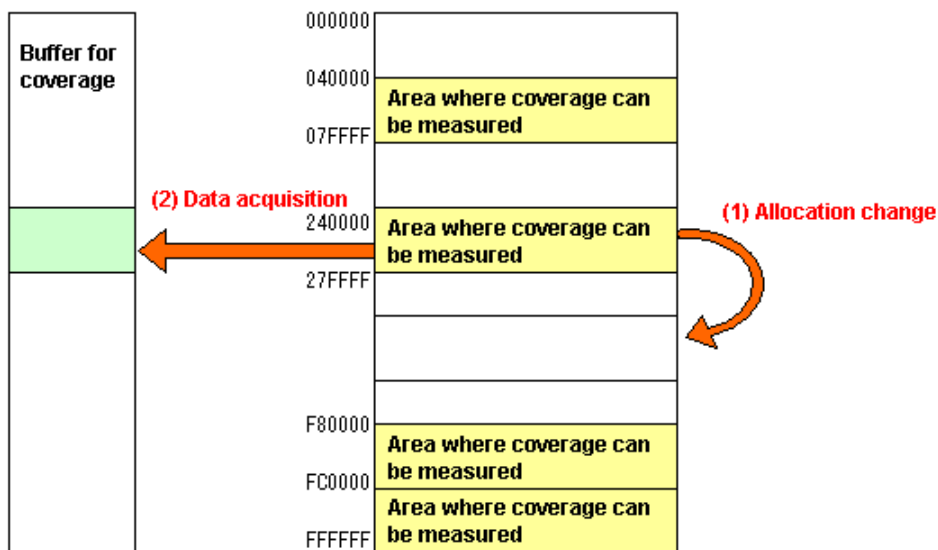 Buffer for
coverage
000000
040000
Area where coverage can
be measured
07FFFF
(2) Data acquisition
240000
Area where coverage can
be measured
(1) Allocation change
27FFFF
F80000
Area where coverage can
be measured
FC0000
Area where coverage can
be measured
FFFFFF